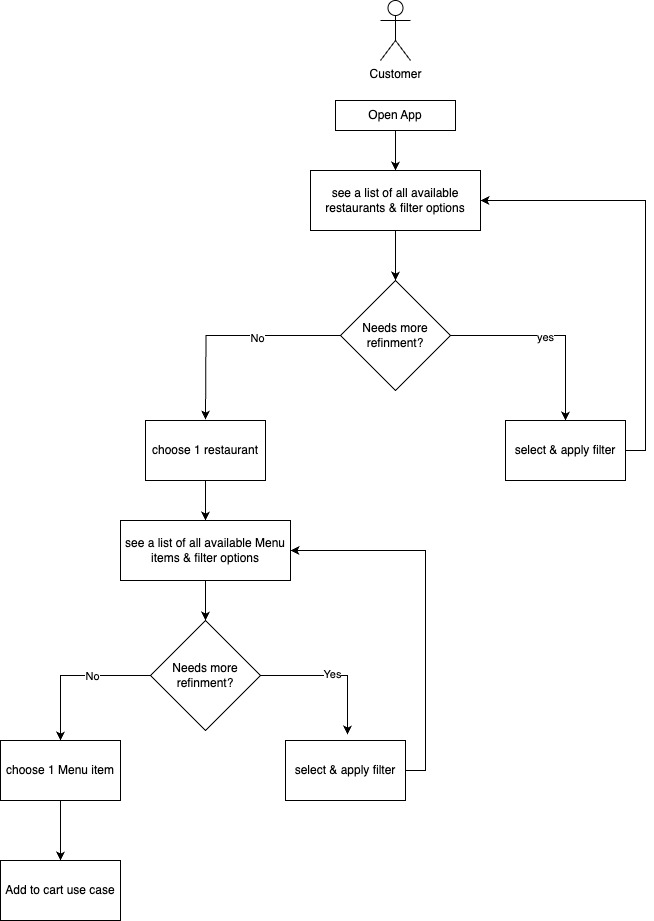 Customer
Open App
see a list of all available
restaurants & filter options
Needs more
refinment?
No
yes
choose 1 restaurant
select & apply filter
see a list of all available Menu
items & filter options
Needs more
refinment?
No
Yes
choose 1 Menu item
select & apply filter
Add to cart use case